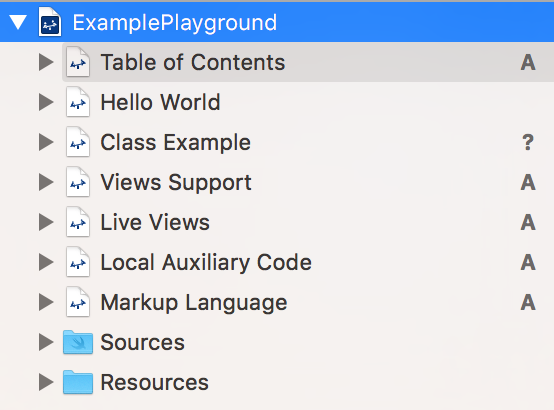 ExamplePlayground
Table of Contents A
Hello World
Class Example ?
Views Support A
Live Views A
Local Auxiliary Code A
Markup Language A
Sources
Resources